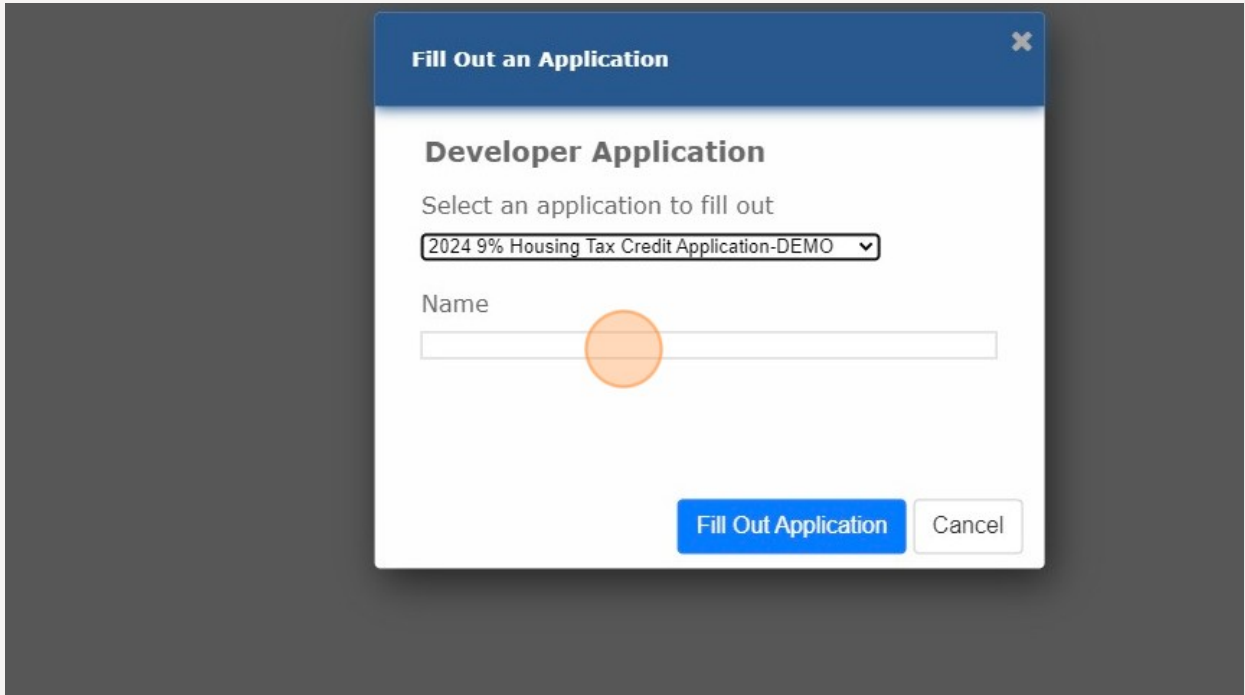 Fill Out an Application
Developer Application
Select an application to fill out
2024 9% Housing Tax Credit Application-DEMO
Name
Fill Out Application
Cancel